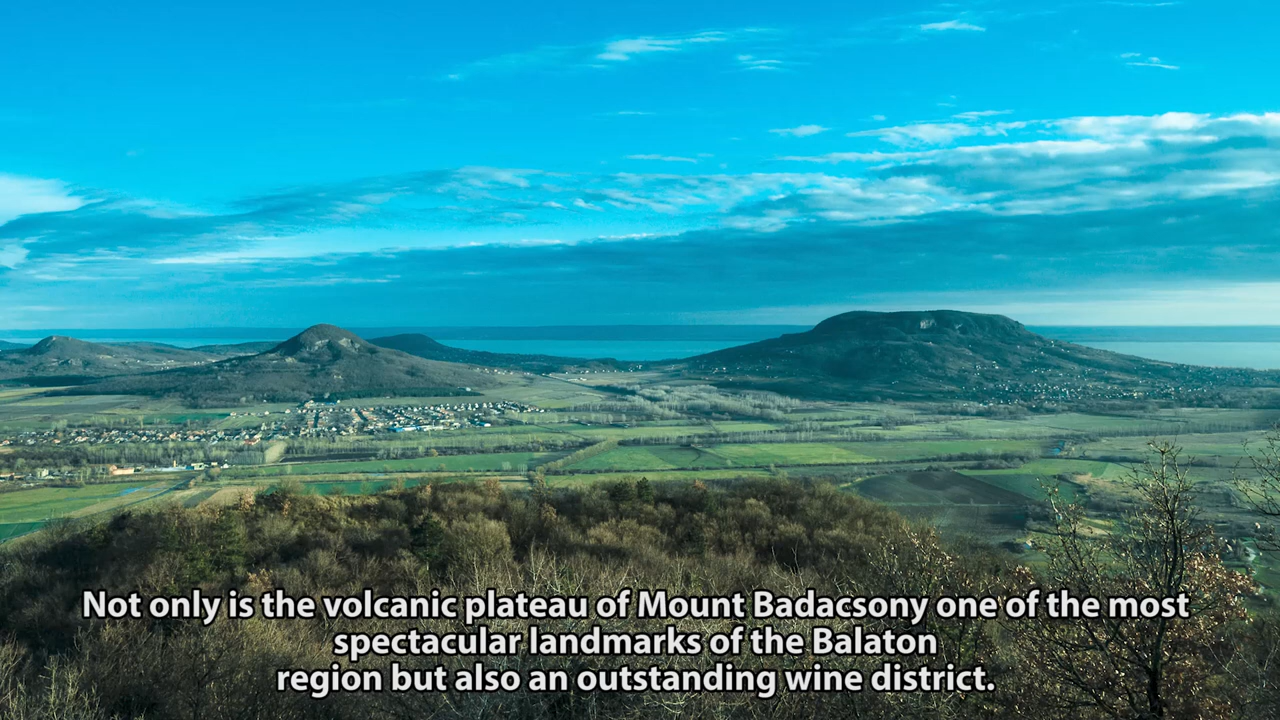 Not only is the volcanic plateau of Mount Badacsony one of the most
spectacular landmarks of the Balaton
region but also an outstanding wine district.